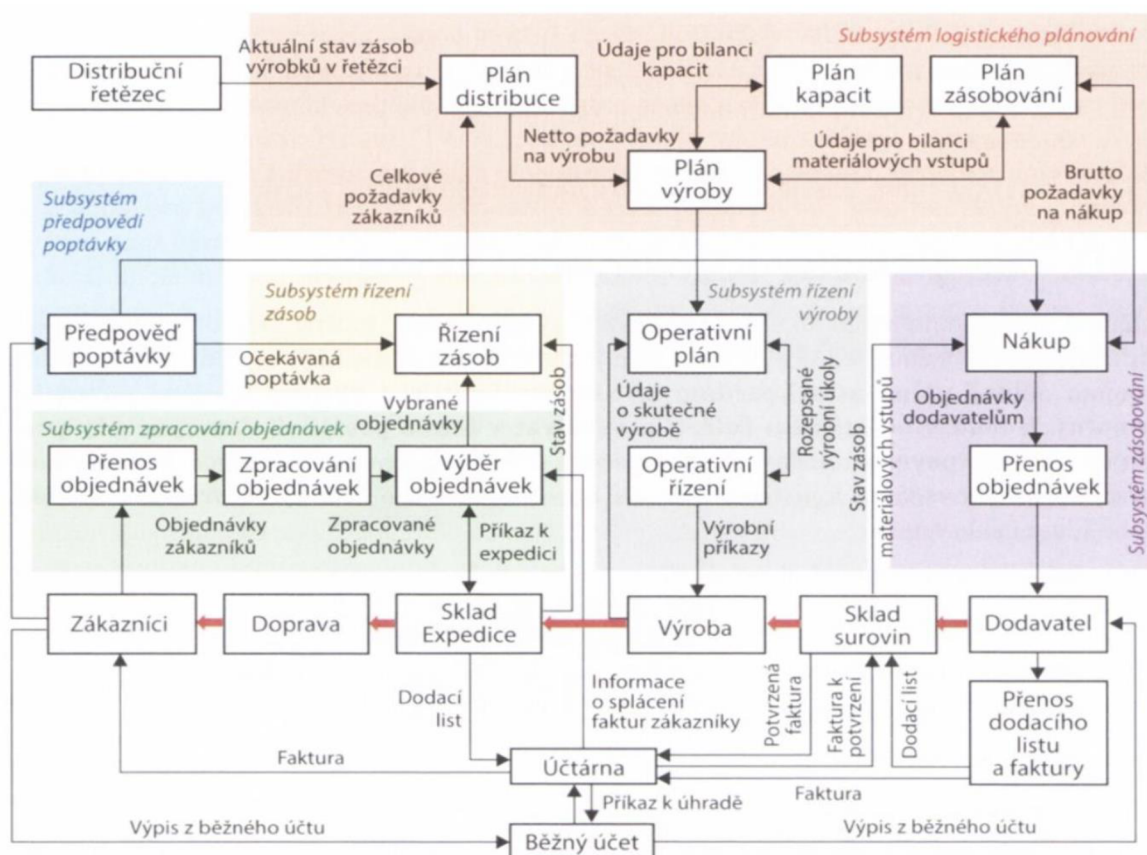 Subsystém logistického plánování
Distribuční
řetězec
Aktuální stav zásob
výrobků v řetězci
Plán
distribuce
Údaje pro bilanci
kapacit
Plán
kapacit
Plán
zásobování
Netto požadavky
na výrobu
Údaje pro bilanci
materiálových vstupů
Plán
výroby
Celkové
požadavky
zákazníků
Brutto
požadavky
na nákup
Subsystém
předpovědí
poptávky
Subsystém řízení
zásob
Subsystém řízení
výroby
Předpověď
poptávky
Očekávaná
poptávka
Řízení
zásob
Operativní
plán
Nákup
Vybrané
objednávky
Stav zásob
Údaje
o skutečné
výrobě
Rozepsané
výrobní úkoly
Stav zásob
materiálových vstupů
Objednávky
dodavatelům
Subsystém zásobování
Subsystém zpracování objednávek
Přenos
objednávek
Zpracování
objednávek
Výběr
objednávek
Operativní
řízení
Přenos
objednávek
Objednávky
zákazníků
Zpracované
objednávky
Příkaz k
expedici
Výrobní
příkazy
Zákazníci
Doprava
Sklad
Expedice
Výroba
Sklad
surovin
Dodavatel
Dodací
list
Informace
o splácení
faktur zákazníky
Potvrzená
faktura
Faktura k
potvrzení
Dodací list
Přenos
dodacího
listu
a faktury
Faktura
Účtárna
Faktura
Příkaz k úhradě
Výpis z běžného účtu
Běžný účet
Výpis z běžného účtu